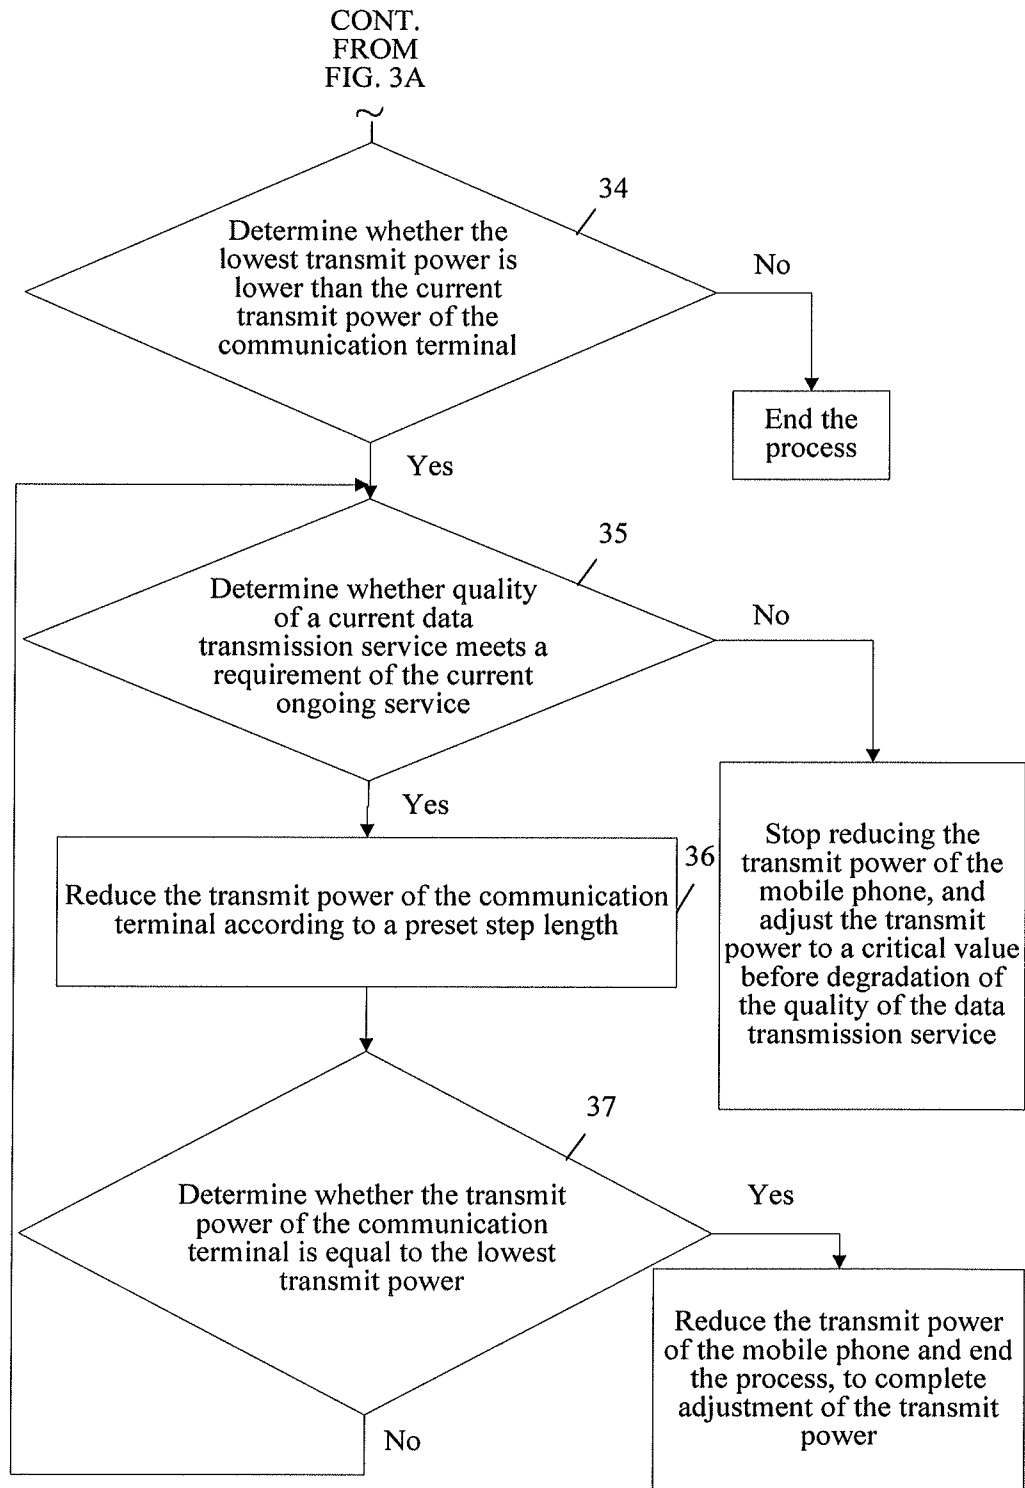 CONT.
FROM
FIG. 3A
34
Determine whether the
lowest transmit power is
lower than the current
transmit power of the
communication terminal
No
End the
process
Yes
35
Determine whether quality
of a current data
transmission service meets a
requirement of the current
ongoing service
No
Yes
Stop reducing the
transmit power of the
mobile phone, and
adjust the transmit
power to a critical value
before degradation of
the quality of the data
transmission service
36
Reduce the transmit power of the communication
terminal according to a preset step length
37
Determine whether the transmit
power of the communication
terminal is equal to the lowest
transmit power
Yes
Reduce the transmit power
of the mobile phone and end
the process, to complete
adjustment of the transmit
power
No